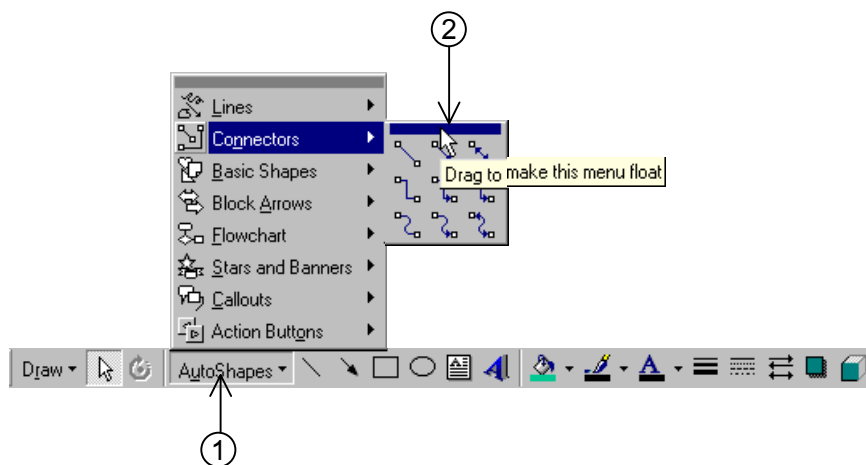 2
Lines
Connectors
Basic Shapes
Drag to make this menu float
Block Arrows
Flowchart
Stars and Banners
Callouts
Action Buttons
Draw AutoShapes A A
1